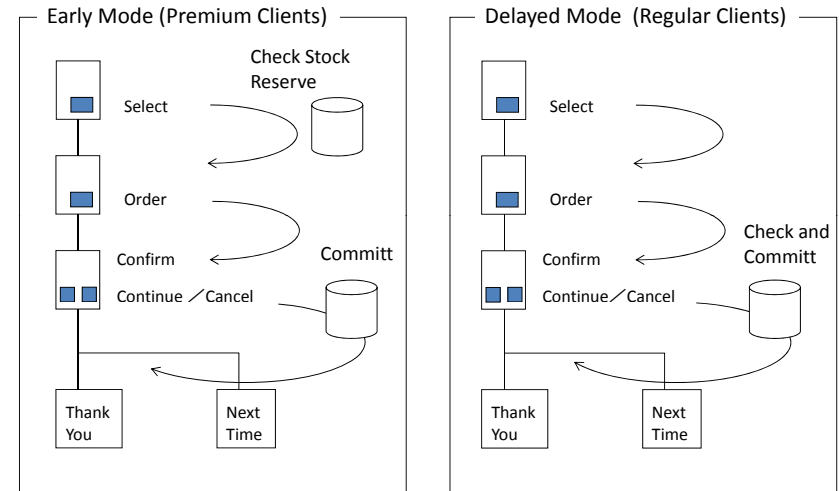 Early Mode (Premium Clients)
Check Stock
Reserve
Select
Order
Confirm
Committ
Continue ／Cancel
Thank
You
Next
Time
Delayed Mode (Regular Clients)
Select
Order
Confirm
Check and
Committ
Continue／Cancel
Thank
You
Next
Time